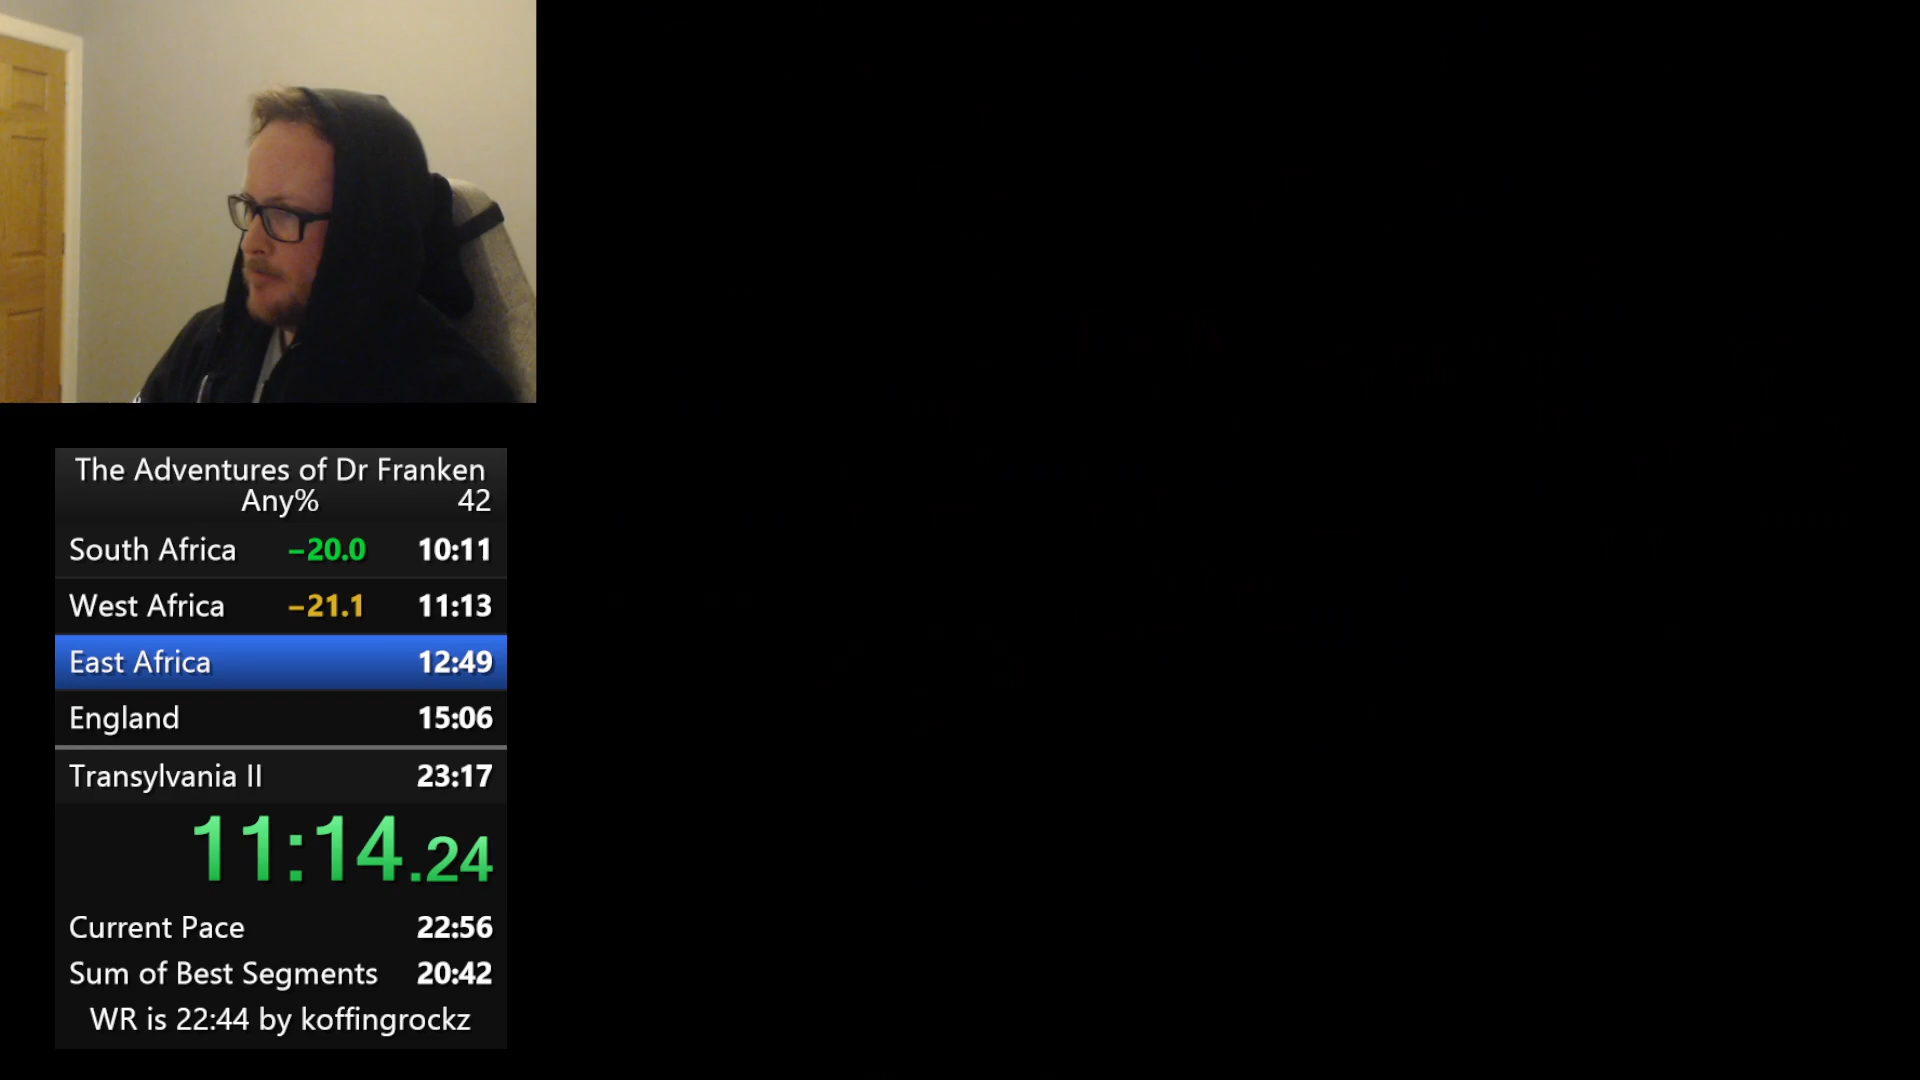 The Adventures of Dr Franken
Any% 42
South Africa −20.0 10:11
West Africa −21.1 11:13
East Africa 12:49
England 15:06
Transylvania II 23:17
11:14.24
Current Pace 22:56
Sum of Best Segments 20:42
WR is 22:44 by koffingrockz